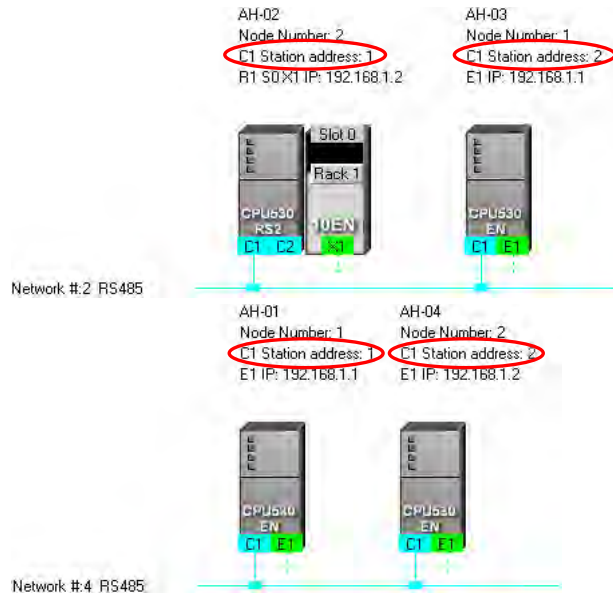 AH-02
Node Number: 2
C1 Station address: 1
R1 S0 X1 IP: 192.168.1.2
AH-03
Node Number: 1
C1 Station address: 2
E1 IP: 192.168.1.1
Slot 0
Rack 1
CPU530
RS2
10EN
C1 C2
X1
CPU530
EN
C1 E1
Network #:2 RS485
AH-01
Node Number: 1
C1 Station address: 1
E1 IP: 192.168.1.1
AH-04
Node Number: 2
C1 Station address: 2
E1 IP: 192.168.1.2
CPU530
EN
C1 E1
CPU530
EN
C1 E1
Network #:4 RS485